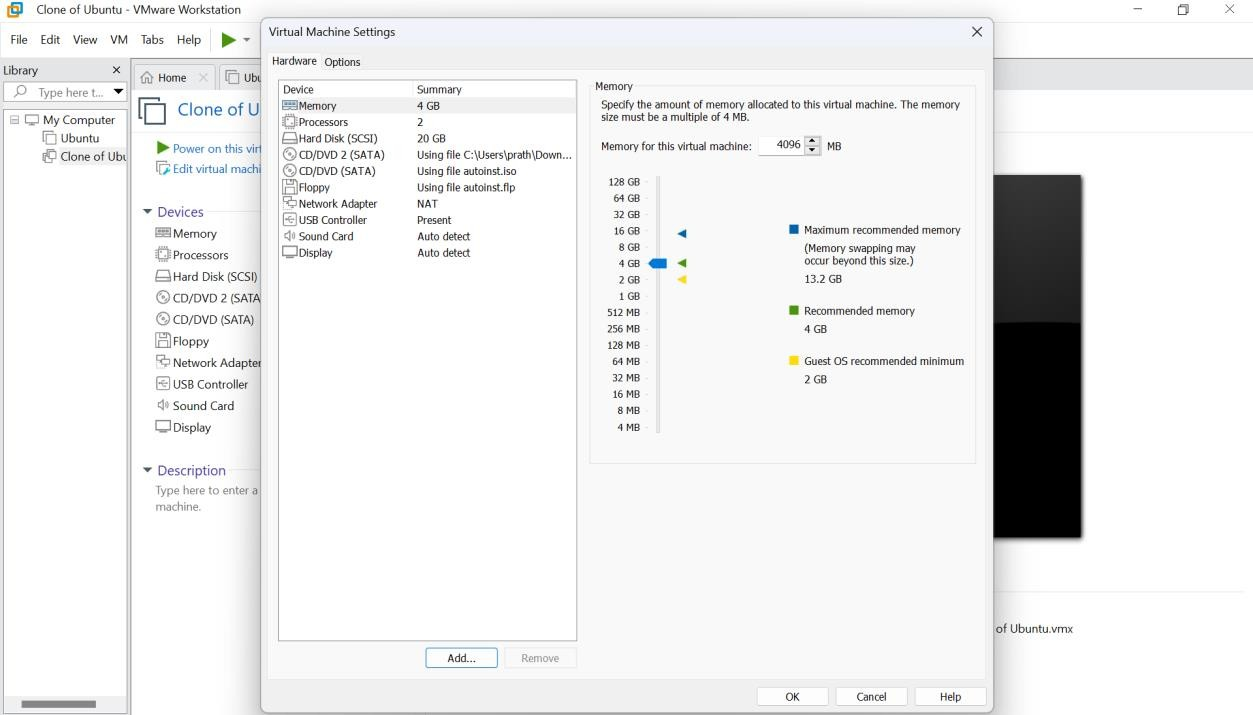 Clone of Ubuntu - VMware Workstation
File Edit View VM Tabs Help
Library
Type here t...
My Computer
Ubuntu
Clone of Ubu
Home
Ubu
Clone of U
Power on this virt
Edit virtual machi
Devices
Memory
Processors
Hard Disk (SCSI)
CD/DVD 2 (SATA
CD/DVD (SATA)
Floppy
Network Adapter
USB Controller
Sound Card
Display
Description
Type here to enter a
machine.
Virtual Machine Settings
Hardware Options
Device Summary
Memory 4 GB
Processors 2
Hard Disk (SCSI) 20 GB
CD/DVD 2 (SATA) Using file C:\Users\prath\Down...
CD/DVD (SATA) Using file autoinst.iso
Floppy Using file autoinst.flp
Network Adapter NAT
USB Controller Present
Sound Card Auto detect
Display Auto detect
Add... Remove
Memory
Specify the amount of memory allocated to this virtual machine. The memory
size must be a multiple of 4 MB.
Memory for this virtual machine: 4096 MB
128 GB
64 GB
32 GB
16 GB
8 GB
4 GB
2 GB
1 GB
512 MB
256 MB
128 MB
64 MB
32 MB
16 MB
8 MB
4 MB
Maximum recommended memory
(Memory swapping may
occur beyond this size.)
13.2 GB
Recommended memory
4 GB
Guest OS recommended minimum
2 GB
OK Cancel Help
of Ubuntu.vmx